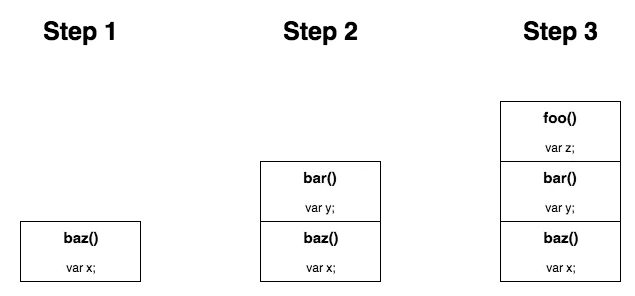 Step 1
baz()
var x;
Step 2
bar()
var y;
baz()
var x;
Step 3
foo()
var z;
bar()
var y;
baz()
var x;